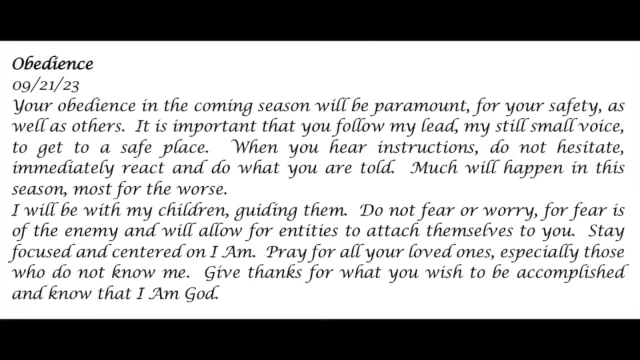 Obedience
09/21/23
Your obedience in the coming season will be paramount, for your safety, as
well as others. It is important that you follow my lead, my still small voice,
to get to a safe place. When you hear instructions, do not hesitate,
immediately react and do what you are told. Much will happen in this
season, most for the worse.
I will be with my children, guiding them. Do not fear or worry, for fear is
of the enemy and will allow for entities to attach themselves to you. Stay
focused and centered on I Am. Pray for all your loved ones, especially those
who do not know me. Give thanks for what you wish to be accomplished
and know that I Am God.